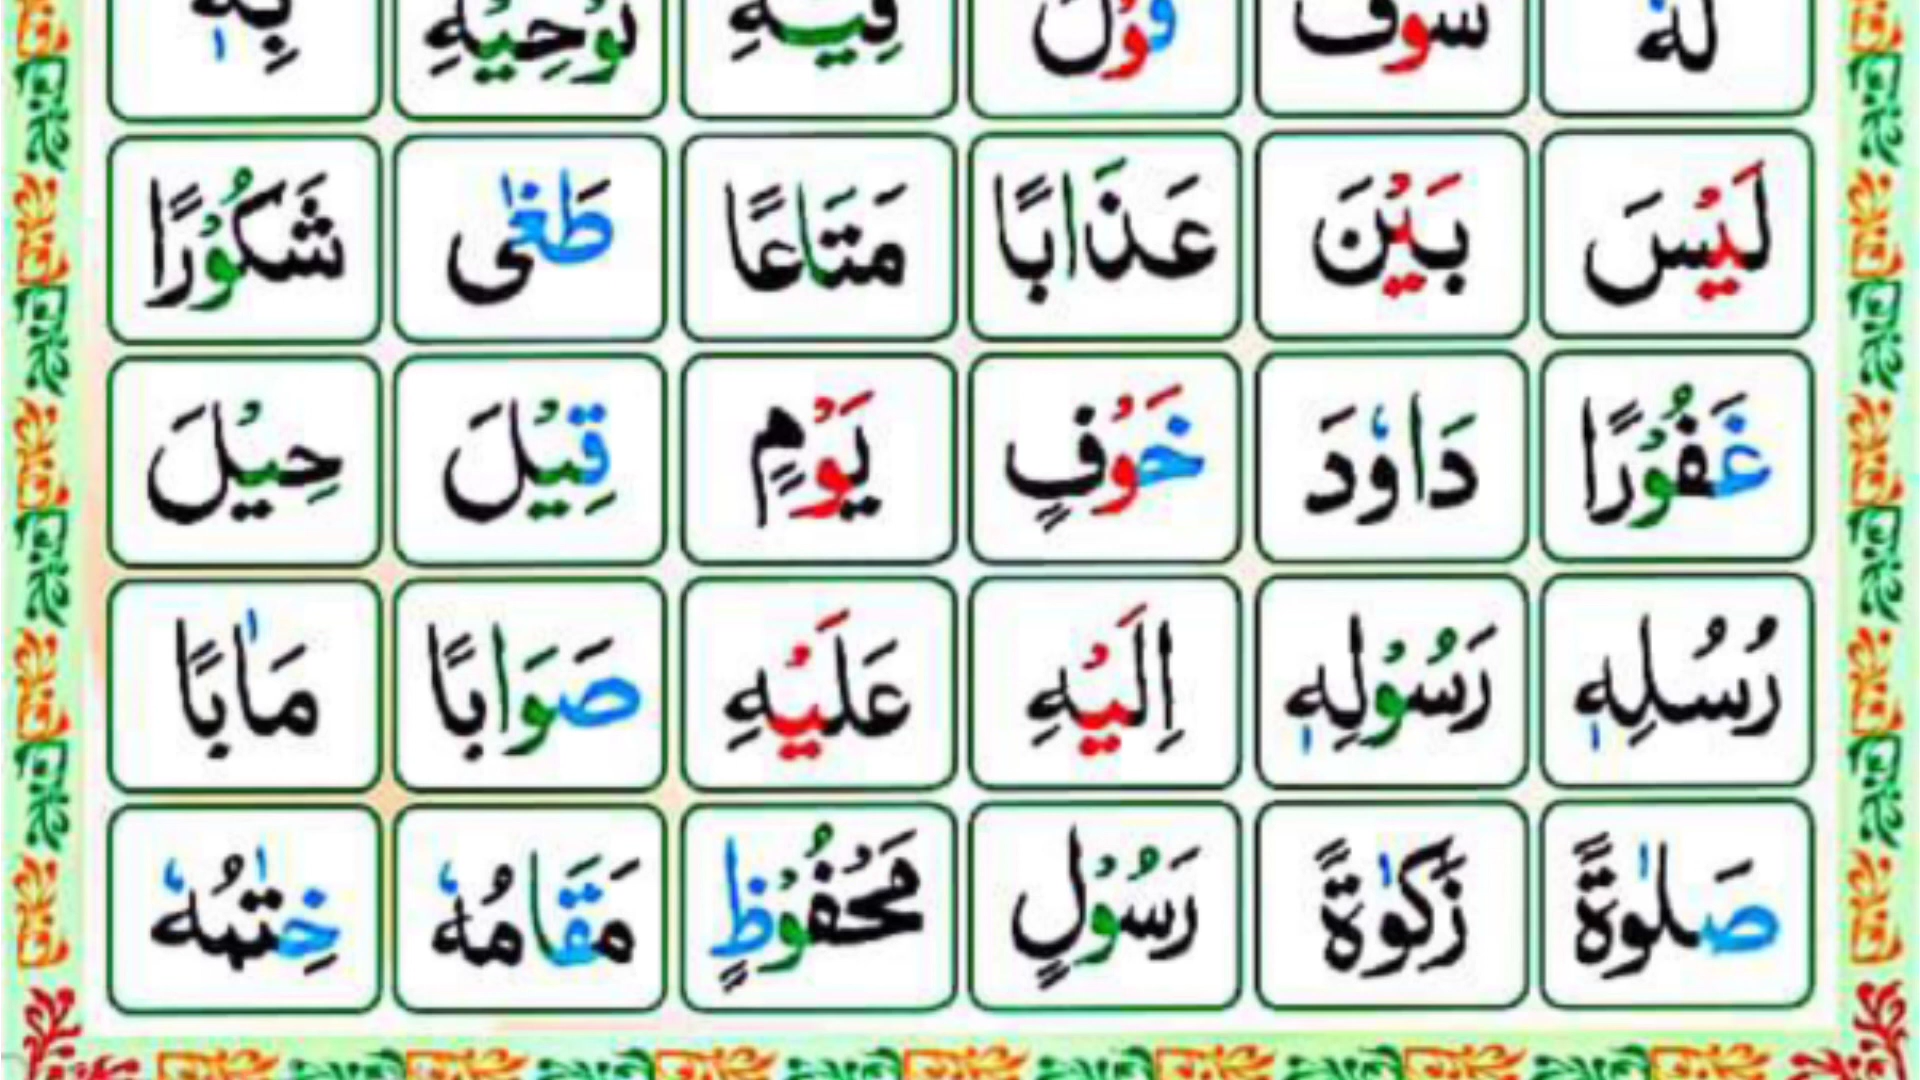 لَهٗ سَوْفَ قَوْلَ فِيْهِ نُوْحِيْهِ بِهٖ
لَيْسَ بَيْنَ عَذَابًا مَتَاعًا طَغٰى شَكُوْرًا
غَفُوْرًا دَاوٗدَ خَوْفٍ يَوْمٍ قِيْلَ حِيْلَ
رُسُلِهٖ رَسُوْلِهٖ اِلَيْهِ عَلَيْهِ صَوَابًا مَاٰبًا
صَلٰوةً زَكٰوةً رَسُوْلٍ مَحْفُوْظٍ مَقَامُهٗ خِتٰمُهٗ